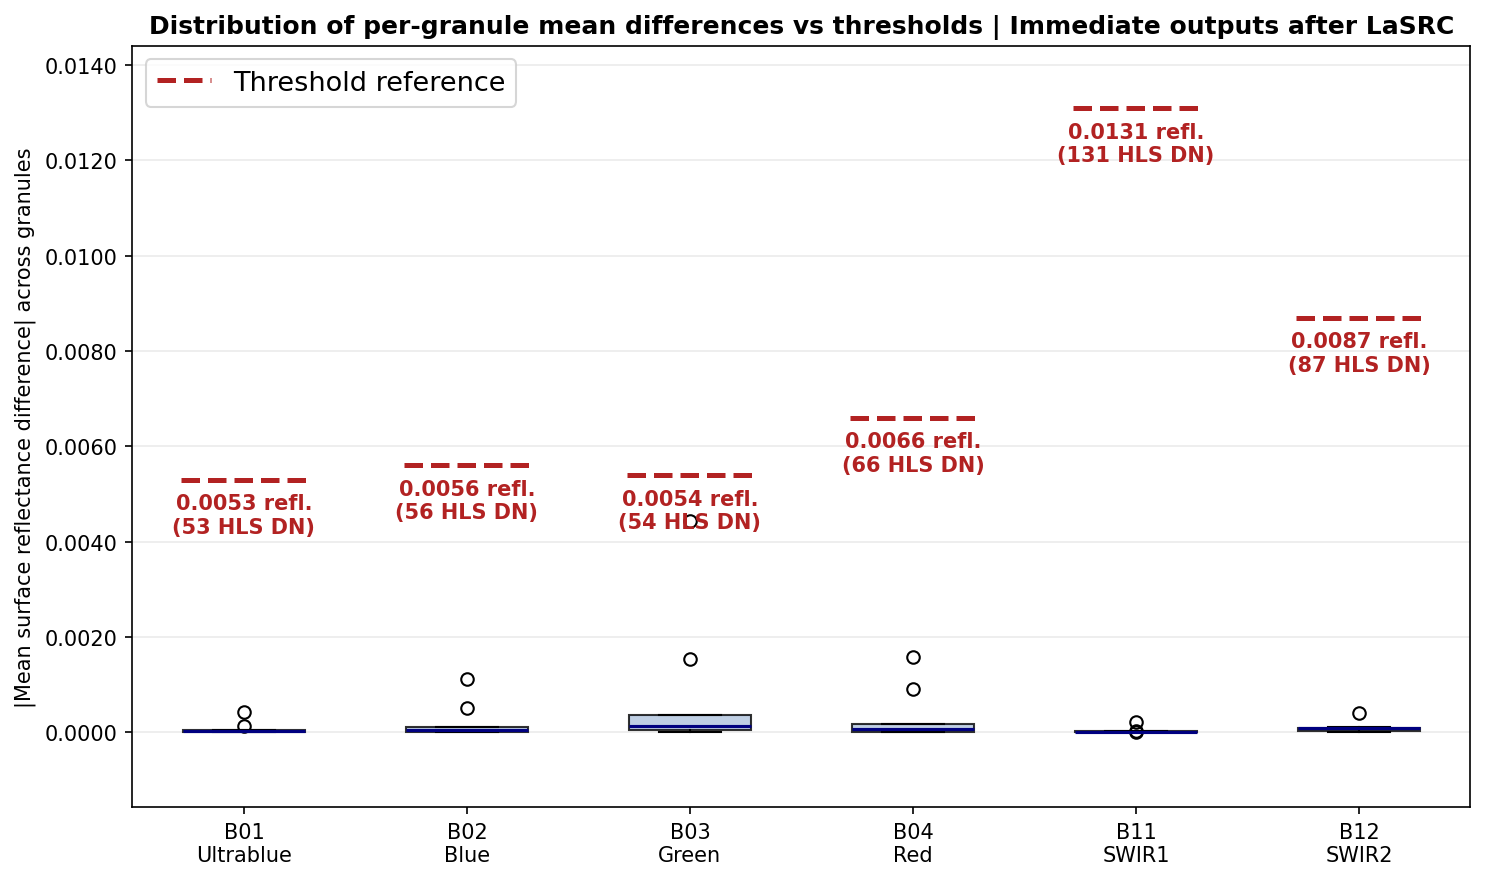 Distribution of per-granule mean differences vs thresholds | Immediate outputs after LaSRC
Threshold reference
|Mean surface reflectance difference| across granules
0.0140
0.0120
0.0100
0.0080
0.0060
0.0040
0.0020
0.0000
0.0053 refl.
(53 HLS DN)
0.0056 refl.
(56 HLS DN)
0.0054 refl.
(54 HLS DN)
0.0066 refl.
(66 HLS DN)
0.0131 refl.
(131 HLS DN)
0.0087 refl.
(87 HLS DN)
B01
Ultrablue
B02
Blue
B03
Green
B04
Red
B11
SWIR1
B12
SWIR2